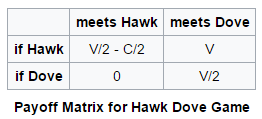 meets Hawk meets Dove
if Hawk V/2 - C/2 V
if Dove 0 V/2
Payoff Matrix for Hawk Dove Game